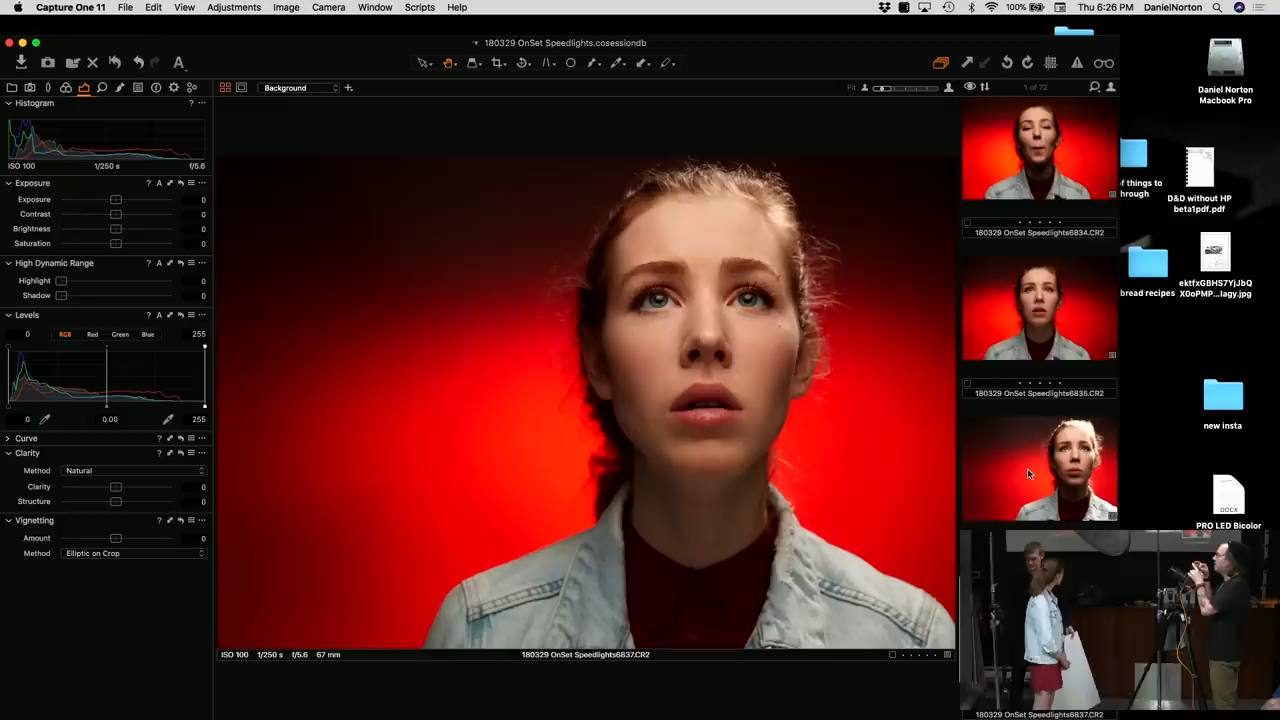 Capture One 11 File Edit View Adjustments Image Camera Window Scripts Help 100% Thu 6:26 PM DanielNorton
180329 OnSet Speedlights.cosessiondb
A
Background
Fit
1 of 72
Histogram ?
ISO 100 1/250 s f/5.6
Exposure ? A
Exposure 0
Contrast 0
Brightness 0
Saturation 0
High Dynamic Range ? A
Highlight 0
Shadow 0
Levels ? A
0 RGB Red Green Blue 255
0 0.00 255
Curve ? A
Clarity ? A
Method Natural
Clarity 0
Structure 0
Vignetting ? A
Amount 0
Method Elliptic on Crop
ISO 100 1/250 s f/5.6 67 mm 180329 OnSet Speedlights6837.CR2
180329 OnSet Speedlights6834.CR2
180329 OnSet Speedlights6835.CR2
180329 OnSet Speedlights6837.CR2
Daniel Norton
Macbook Pro
of things to
hrough
D&D without HP
beta1pdf.pdf
bread recipes
ektfxGBHS7YjJbQ
X0oPMP...lagy.jpg
new insta
DOCX
PRO LED Bicolor